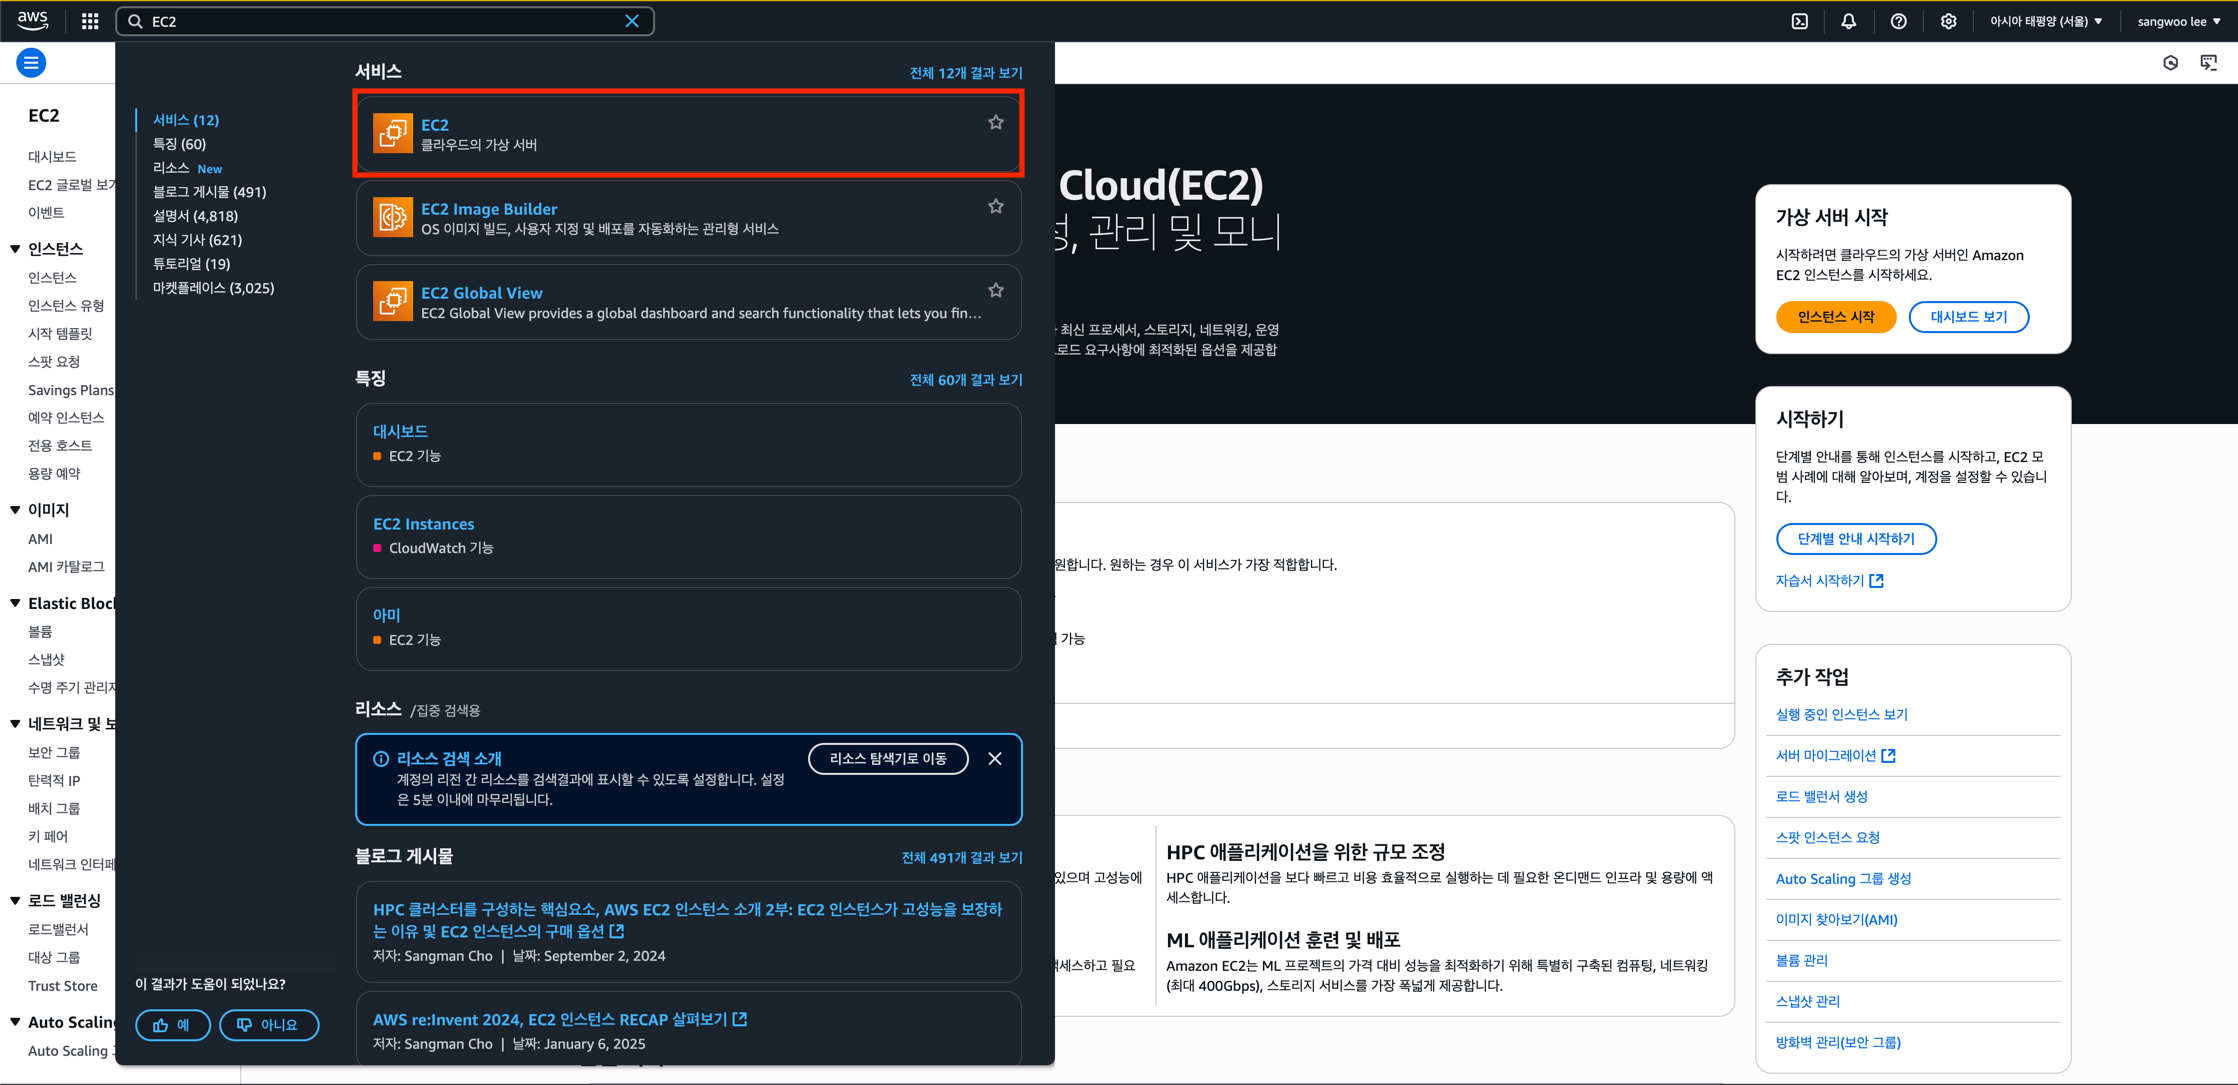 aws
EC2
아시아 태평양 (서울)
sangwoo lee
EC2
대시보드
EC2 글로벌 보기
이벤트
인스턴스
인스턴스
인스턴스 유형
시작 템플릿
스팟 요청
Savings Plans
예약 인스턴스
전용 호스트
용량 예약
이미지
AMI
AMI 카탈로그
Elastic Block
볼륨
스냅샷
수명 주기 관리자
네트워크 및 보
보안 그룹
탄력적 IP
배치 그룹
키 페어
네트워크 인터페
로드 밸런싱
로드밸런서
대상 그룹
Trust Store
Auto Scaling
Auto Scaling
서비스 (12)
특징 (60)
리소스 New
블로그 게시물 (491)
설명서 (4,818)
지식 기사 (621)
튜토리얼 (19)
마켓플레이스 (3,025)
이 결과가 도움이 되었나요?
예
아니요
서비스
전체 12개 결과 보기
EC2
클라우드의 가상 서버
EC2 Image Builder
OS 이미지 빌드, 사용자 지정 및 배포를 자동화하는 관리형 서비스
EC2 Global View
EC2 Global View provides a global dashboard and search functionality that lets you fin...
특징
전체 60개 결과 보기
대시보드
EC2 기능
EC2 Instances
CloudWatch 기능
아미
EC2 기능
리소스 /집중 검색용
리소스 검색 소개
계정의 리전 간 리소스를 검색결과에 표시할 수 있도록 설정합니다. 설정
은 5분 이내에 마무리됩니다.
리소스 탐색기로 이동
블로그 게시물
전체 491개 결과 보기
HPC 클러스터를 구성하는 핵심요소, AWS EC2 인스턴스 소개 2부: EC2 인스턴스가 고성능을 보장하
는 이유 및 EC2 인스턴스의 구매 옵션
저자: Sangman Cho | 날짜: September 2, 2024
AWS re:Invent 2024, EC2 인스턴스 RECAP 살펴보기
저자: Sangman Cho | 날짜: January 6, 2025
Cloud(EC2)
성, 관리 및 모니
최신 프로세서, 스토리지, 네트워킹, 운영
로드 요구사항에 최적화된 옵션을 제공합
원합니다. 원하는 경우 이 서비스가 가장 적합합니다.
가능
있으며 고성능에
액세스하고 필요
HPC 애플리케이션을 위한 규모 조정
HPC 애플리케이션을 보다 빠르고 비용 효율적으로 실행하는 데 필요한 온디맨드 인프라 및 용량에 액
세스합니다.
ML 애플리케이션 훈련 및 배포
Amazon EC2는 ML 프로젝트의 가격 대비 성능을 최적화하기 위해 특별히 구축된 컴퓨팅, 네트워킹
(최대 400Gbps), 스토리지 서비스를 가장 폭넓게 제공합니다.
가상 서버 시작
시작하려면 클라우드의 가상 서버인 Amazon
EC2 인스턴스를 시작하세요.
인스턴스 시작
대시보드 보기
시작하기
단계별 안내를 통해 인스턴스를 시작하고, EC2 모
범 사례에 대해 알아보며, 계정을 설정할 수 있습니
다.
단계별 안내 시작하기
자습서 시작하기
추가 작업
실행 중인 인스턴스 보기
서버 마이그레이션
로드 밸런서 생성
스팟 인스턴스 요청
Auto Scaling 그룹 생성
이미지 찾아보기(AMI)
볼륨 관리
스냅샷 관리
방화벽 관리(보안 그룹)